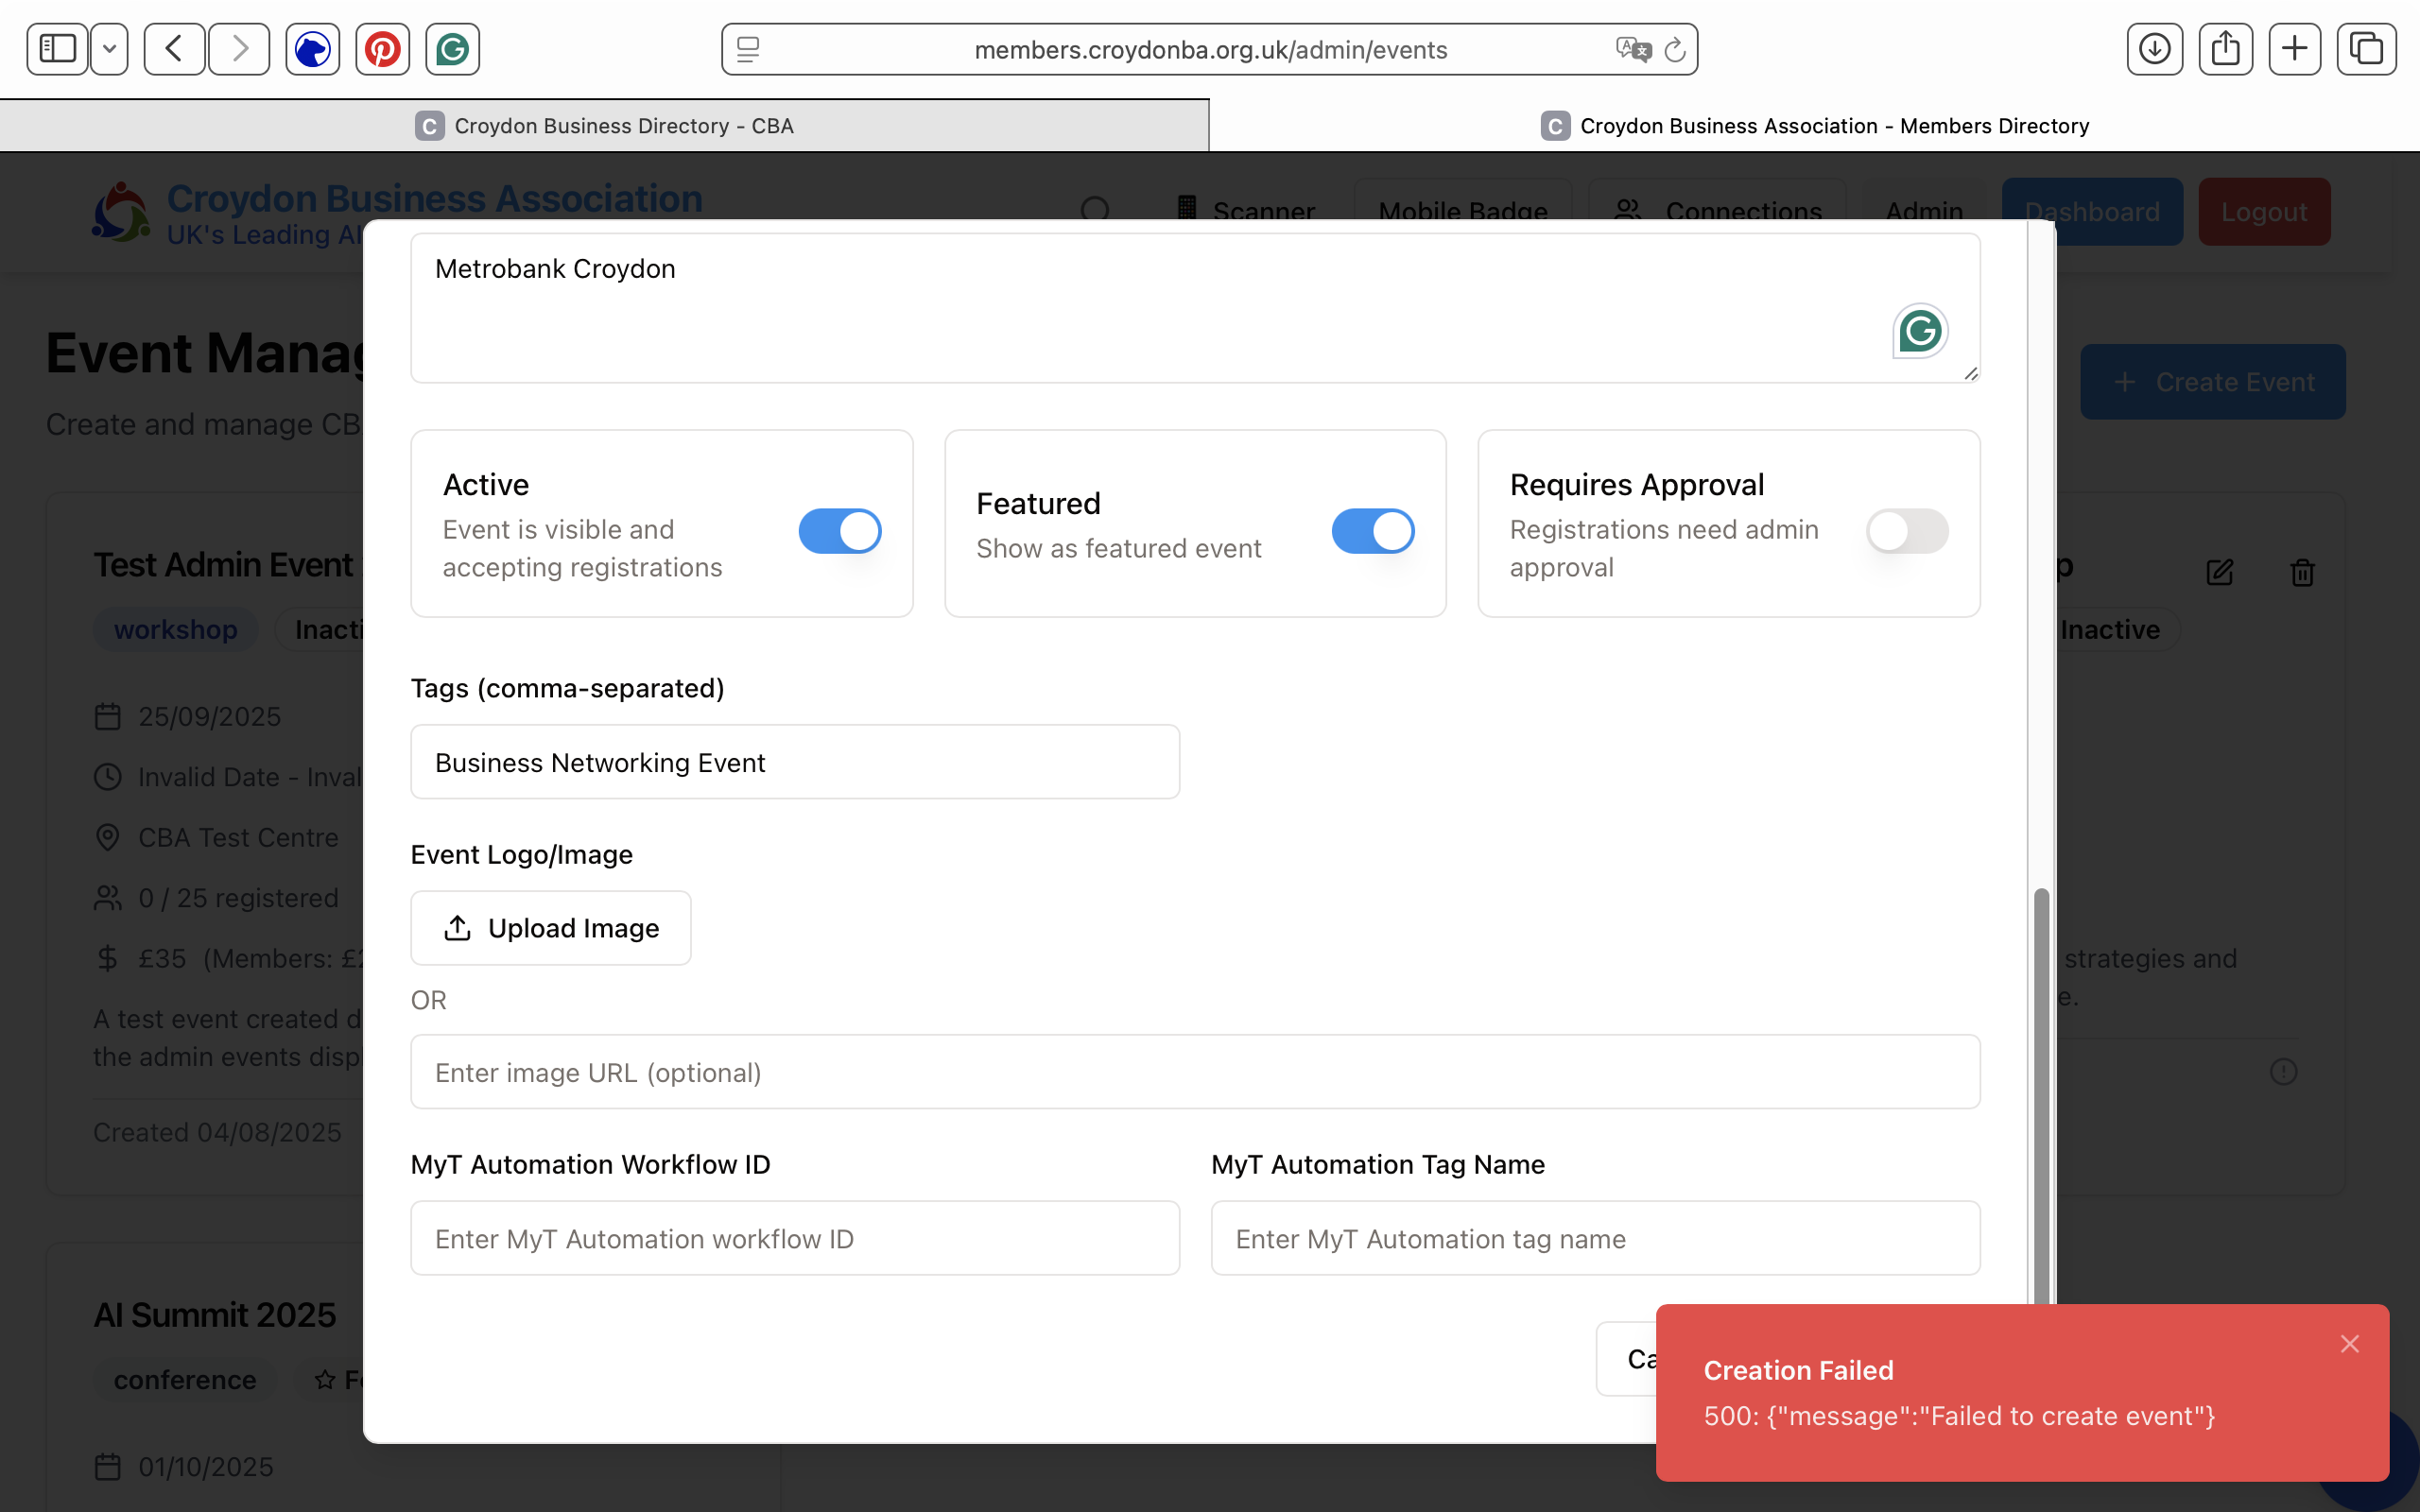 members.croydonba.org.uk/admin/events
C Croydon Business Directory - CBA
C Croydon Business Association - Members Directory
Croydon Business Association
UK's Leading AI
Scanner
Mobile Badge
Connections
Admin
Dashboard
Logout
Event Manag
Create and manage CB
Create Event
Metrobank Croydon
Active
Event is visible and
accepting registrations
Featured
Show as featured event
Requires Approval
Registrations need admin
approval
Tags (comma-separated)
Business Networking Event
Event Logo/Image
Upload Image
OR
Enter image URL (optional)
MyT Automation Workflow ID
Enter MyT Automation workflow ID
MyT Automation Tag Name
Enter MyT Automation tag name
Ca
Test Admin Event
workshop
Inacti
25/09/2025
Invalid Date - Inval
CBA Test Centre
0 / 25 registered
£35 (Members: £2
A test event created d
the admin events disp
Created 04/08/2025
AI Summit 2025
conference
Fe
01/10/2025
p
Inactive
strategies and
e.
Creation Failed
500: {"message":"Failed to create event"}